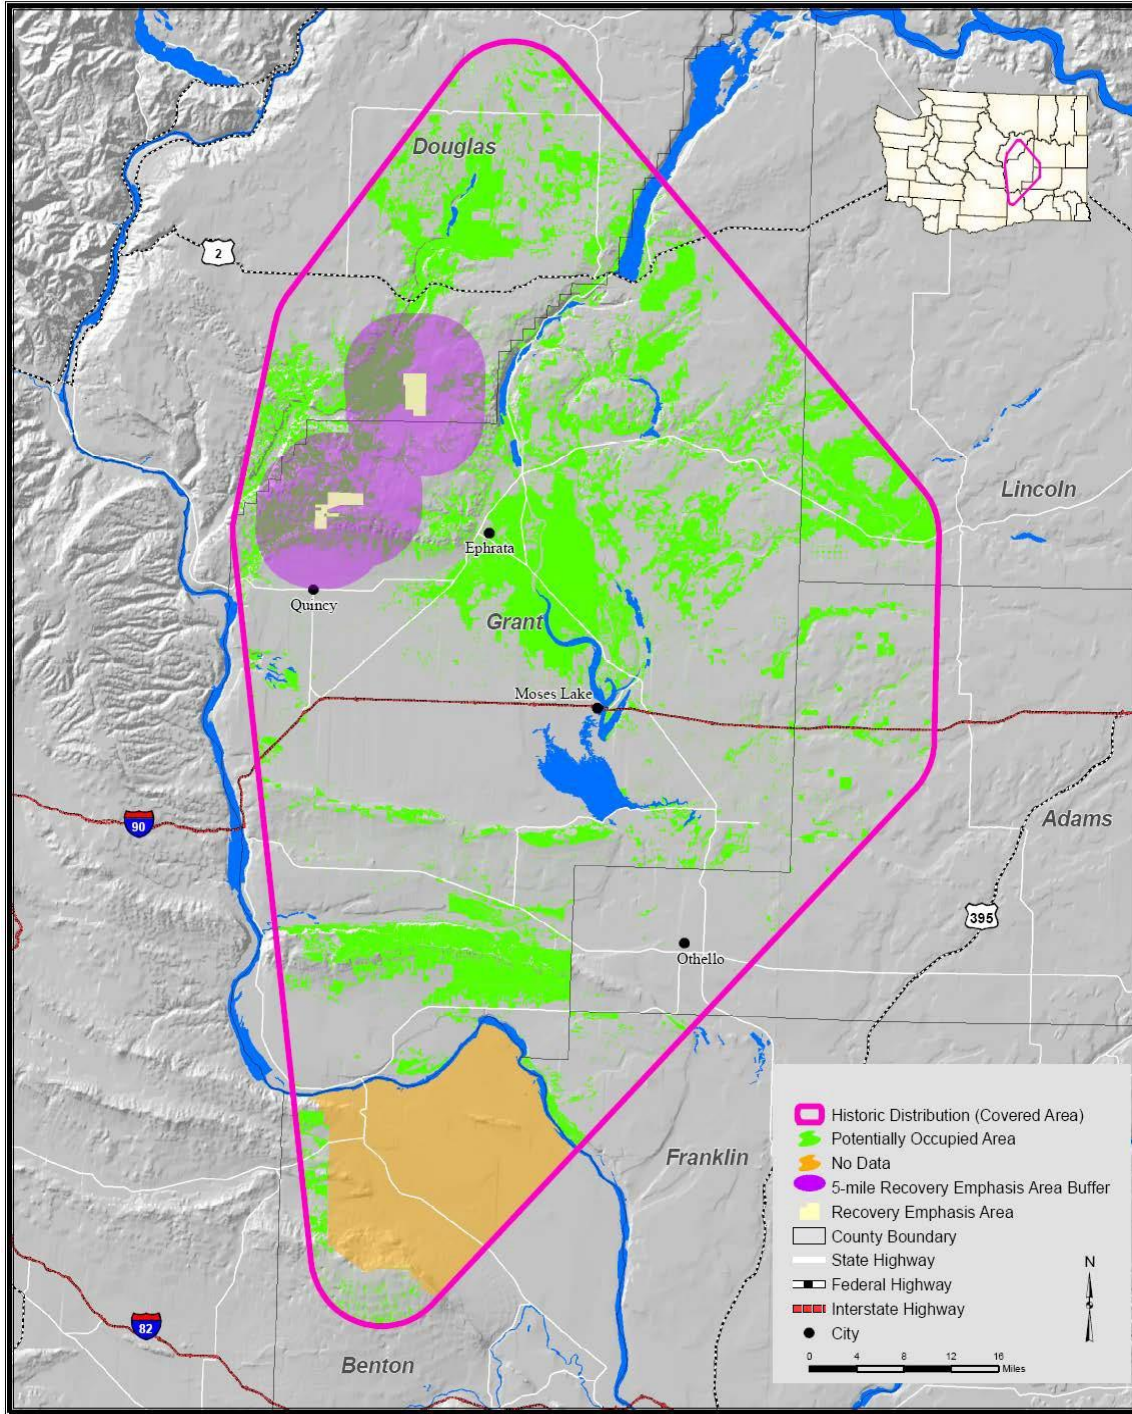 Douglas
2
Lincoln
Ephrata
Quincy
Grant
Moses Lake
90
Adams
395
Othello
Franklin
82
Benton
Historic Distribution (Covered Area)
Potentially Occupied Area
No Data
5-mile Recovery Emphasis Area Buffer
Recovery Emphasis Area
County Boundary
State Highway
Federal Highway
Interstate Highway
City
N
0 4 8 12 16
Miles